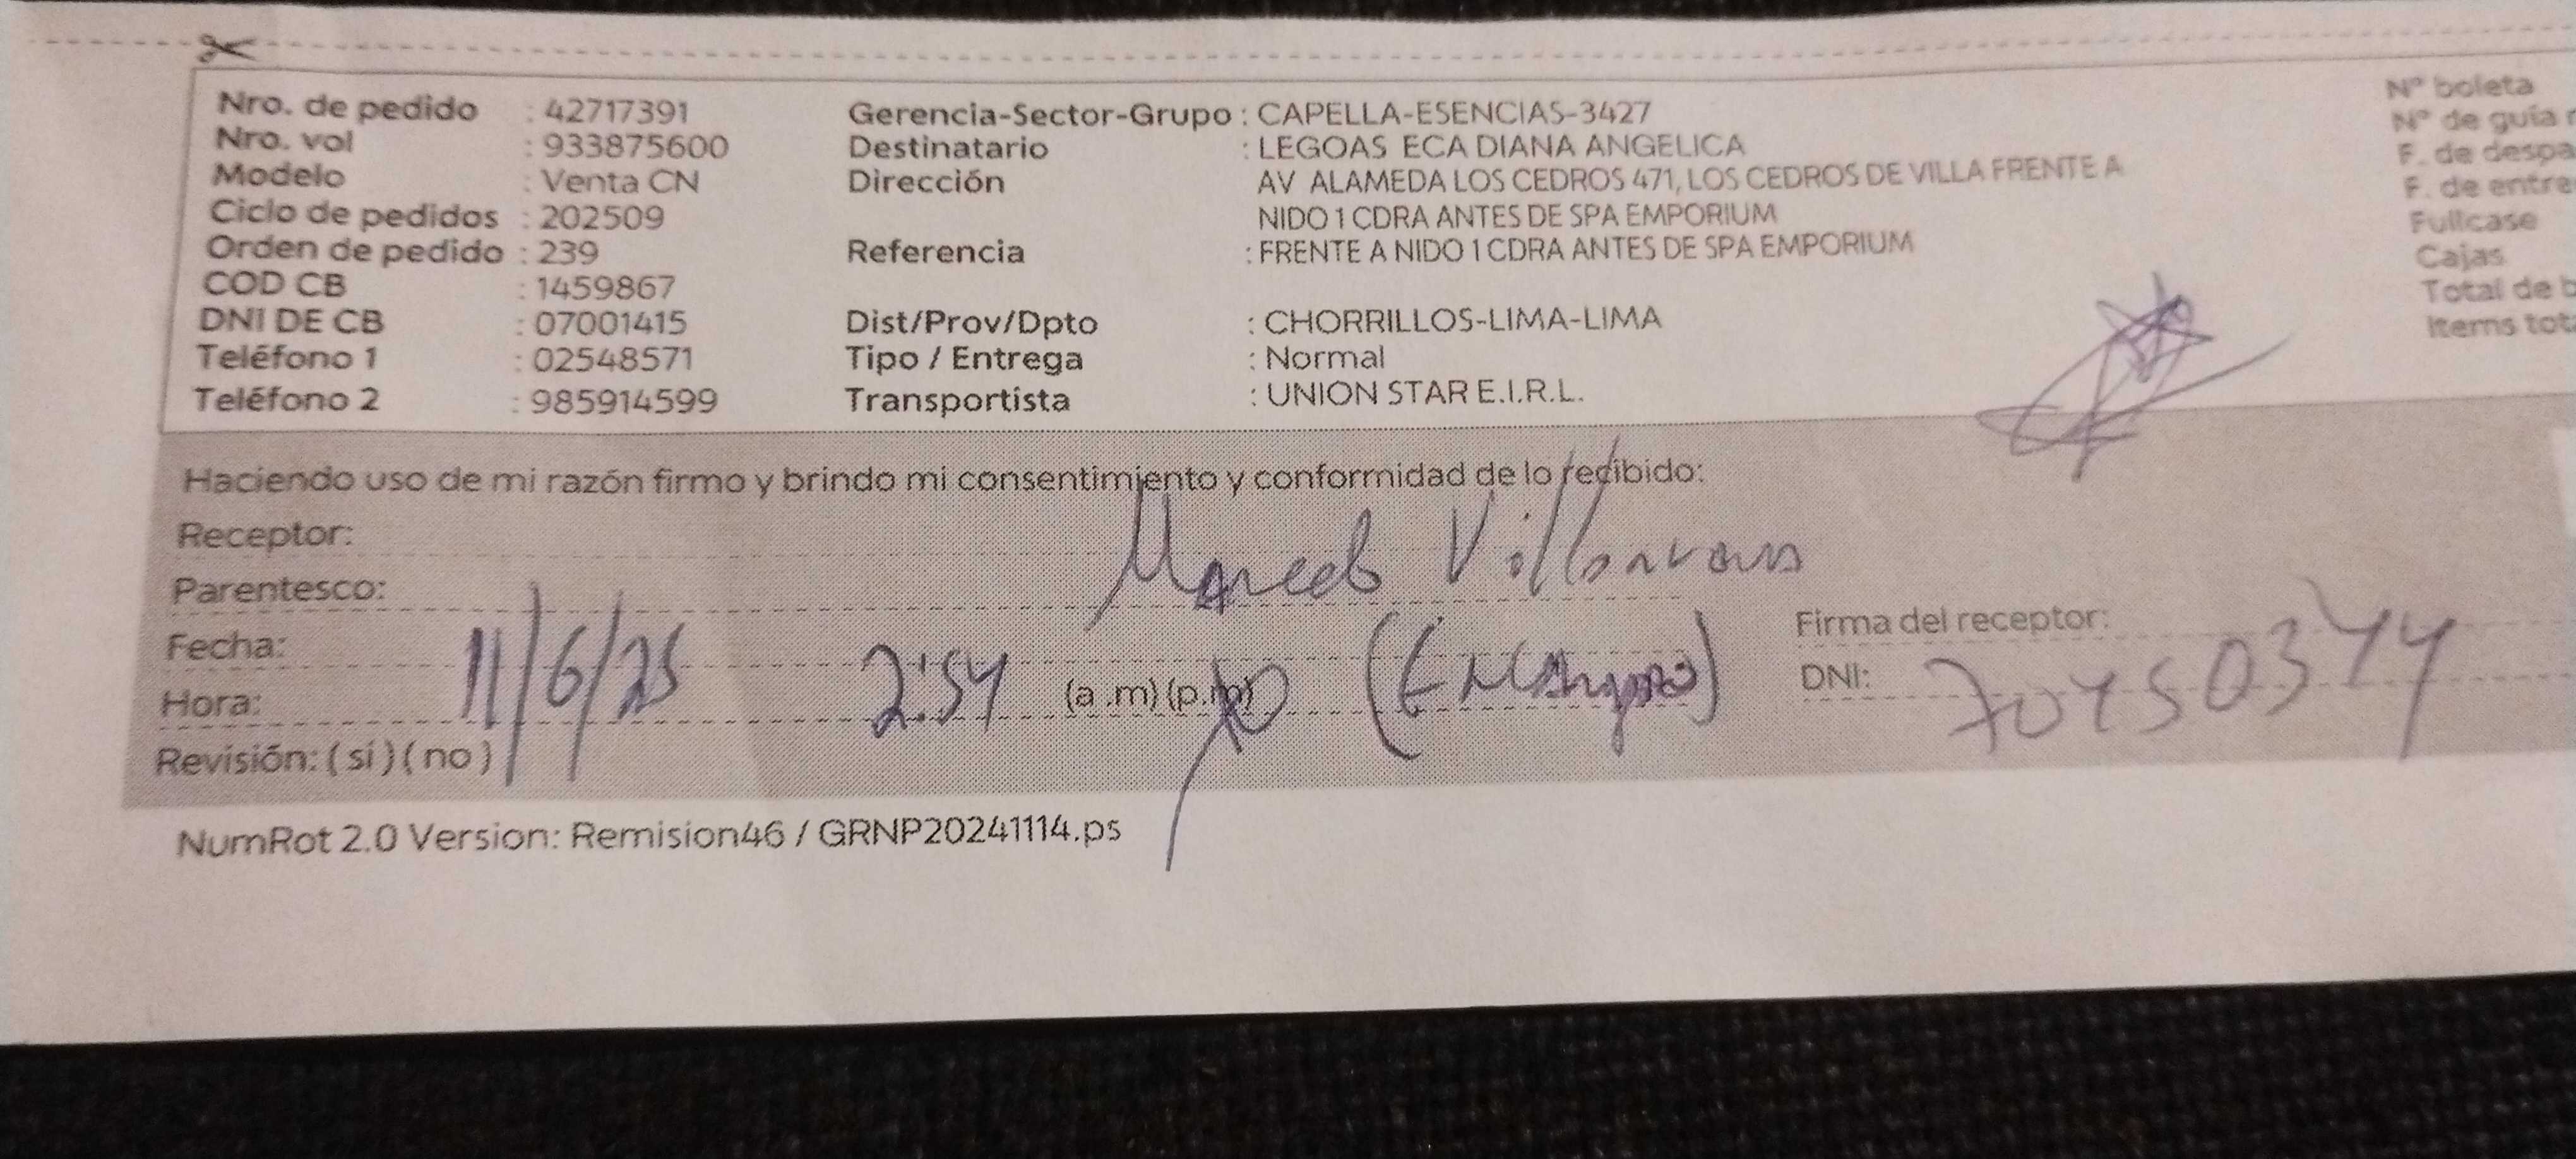 Nro. de pedido : 42717391
Nro. vol : 933875600
Modelo : Venta CN
Ciclo de pedidos : 202509
Orden de pedido : 239
COD CB : 1459867
DNI DE CB : 07001415
Teléfono 1 : 02548571
Teléfono 2 : 985914599
Gerencia-Sector-Grupo : CAPELLA-ESENCIAS-3427
Destinatario : LEGOAS ECA DIANA ANGELICA
Dirección AV ALAMEDA LOS CEDROS 471, LOS CEDROS DE VILLA FRENTE A
NIDO 1 CDRA ANTES DE SPA EMPORIUM
Referencia : FRENTE A NIDO 1 CDRA ANTES DE SPA EMPORIUM
Dist/Prov/Dpto : CHORRILLOS-LIMA-LIMA
Tipo / Entrega : Normal
Transportista : UNION STAR E.I.R.L.
Nº boleta
Nº de guía
F. de despa
F. de entre
Fullcase
Cajas
Total de b
Items tot
Haciendo uso de mi razón firmo y brindo mi consentimiento y conformidad de lo recibido:
Receptor:
Parentesco:
Fecha: 11/6/25
Hora: 2:54 (a.m)(p.m)
Revisión: (si)(no)
Firma del receptor:
DNI:
NumRot 2.0 Version: Remision46 / GRNP20241114.ps